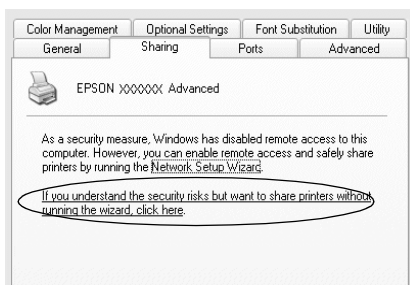 Color Management Optional Settings Font Substitution Utility
General Sharing Ports Advanced
EPSON XXXXXX Advanced
As a security measure, Windows has disabled remote access to this
computer. However, you can enable remote access and safely share
printers by running the Network Setup Wizard.
If you understand the security risks but want to share printers without
running the wizard, click here.